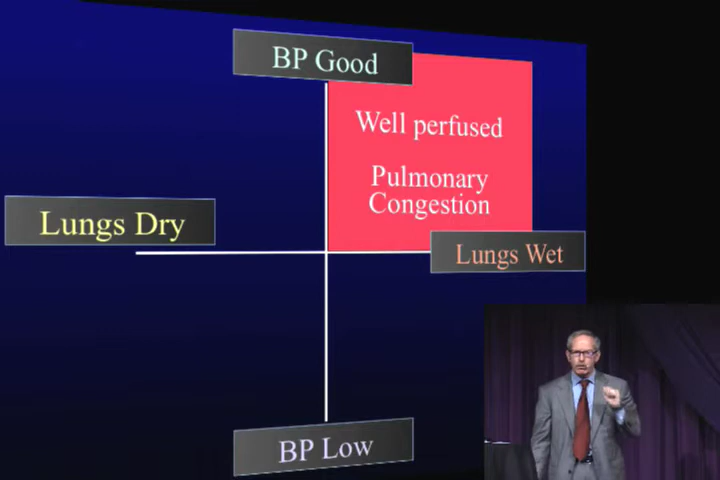 BP Good
Well perfused
Pulmonary
Congestion
Lungs Dry
Lungs Wet
BP Low